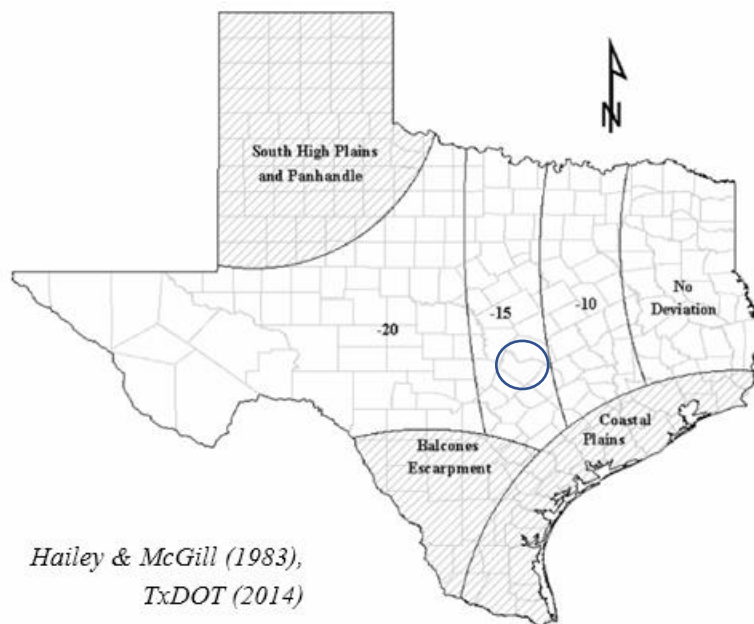 N
South High Plains
and Panhandle
No
Deviation
-15
-10
-20
Coastal
Plains
Balcones
Escarpment
Hailey & McGill (1983),
TxDOT (2014)